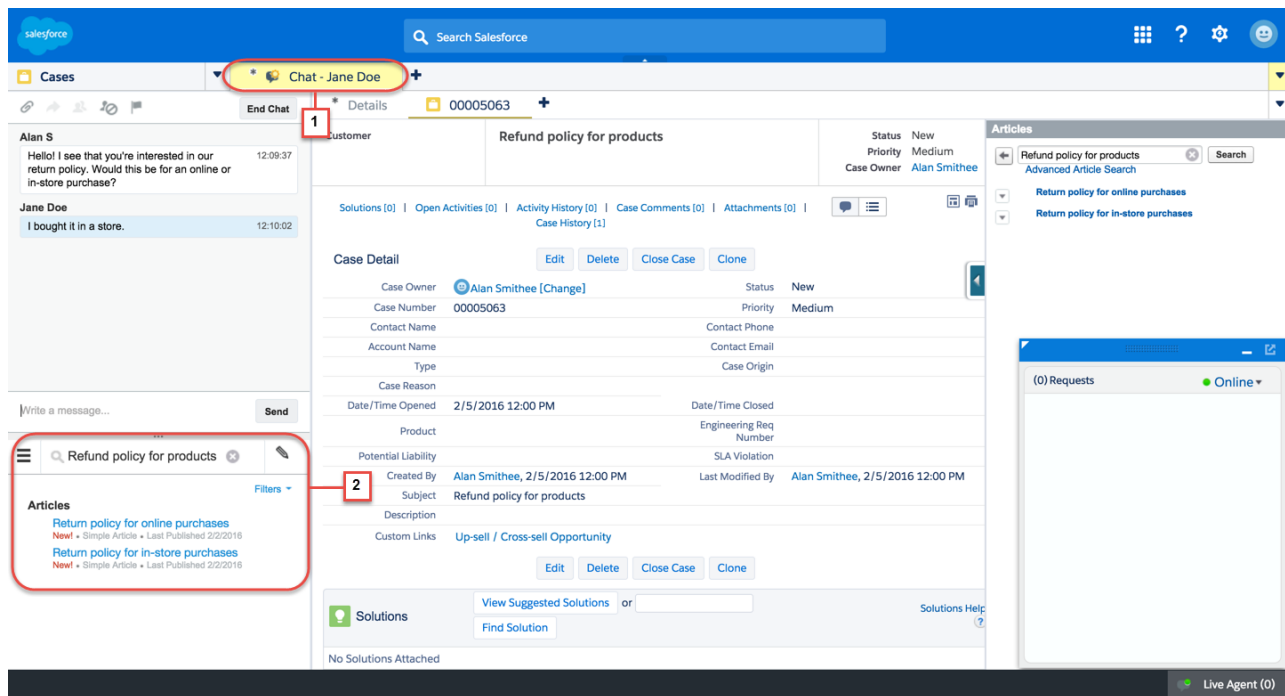 salesforce
Search Salesforce
Cases
* Chat - Jane Doe
1
End Chat
* Details
00005063
Alan S
Hello! I see that you're interested in our
return policy. Would this be for an online or
in-store purchase?
12:09:37
Jane Doe
I bought it in a store.
12:10:02
Write a message...
Send
Refund policy for products
2
Filters
Articles
Return policy for online purchases
New! • Simple Article • Last Published 2/2/2016
Return policy for in-store purchases
New! • Simple Article • Last Published 2/2/2016
Customer
Refund policy for products
Status New
Priority Medium
Case Owner Alan Smithee
Solutions [0] | Open Activities [0] | Activity History [0] | Case Comments [0] | Attachments [0] |
Case History [1]
Case Detail
Edit Delete Close Case Clone
Case Owner Alan Smithee [Change] Status New
Case Number 00005063 Priority Medium
Contact Name Contact Phone
Account Name Contact Email
Type Case Origin
Case Reason
Date/Time Opened 2/5/2016 12:00 PM Date/Time Closed
Product Engineering Req
Number
Potential Liability SLA Violation
Created By Alan Smithee, 2/5/2016 12:00 PM Last Modified By Alan Smithee, 2/5/2016 12:00 PM
Subject Refund policy for products
Description
Custom Links Up-sell / Cross-sell Opportunity
Edit Delete Close Case Clone
Solutions
View Suggested Solutions or
Find Solution
Solutions Help
?
No Solutions Attached
Articles
Refund policy for products
Search
Advanced Article Search
Return policy for online purchases
Return policy for in-store purchases
(0) Requests
Online
Live Agent (0)